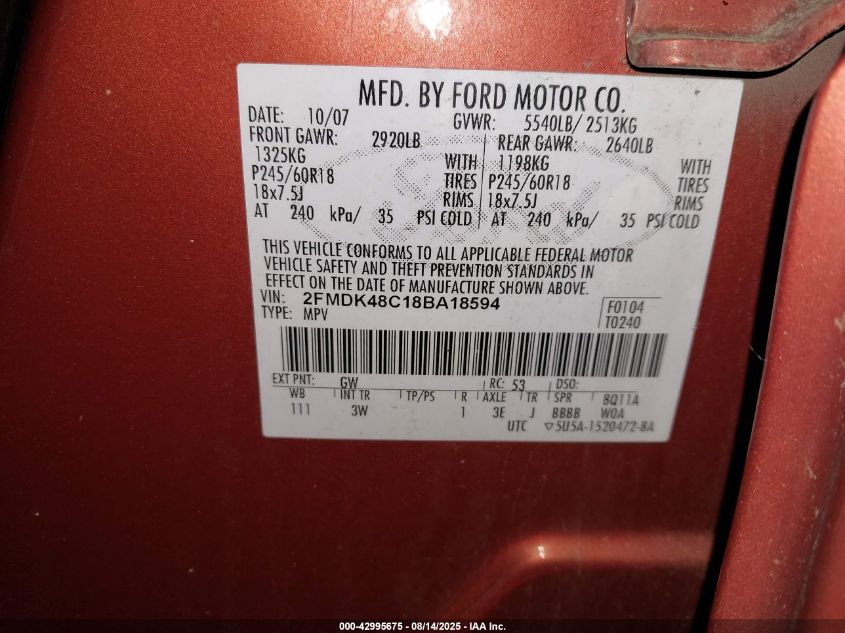 MFD. BY FORD MOTOR CO.
DATE: 10/07 GVWR: 5540LB/ 2513KG
FRONT GAWR: 2920LB REAR GAWR: 2640LB
1325KG WITH 1198KG WITH
P245/60R18 TIRES P245/60R18 TIRES
18x7.5J RIMS 18x7.5J RIMS
AT 240 kPa/ 35 PSI COLD AT 240 kPa/ 35 PSI COLD
THIS VEHICLE CONFORMS TO ALL APPLICABLE FEDERAL MOTOR
VEHICLE SAFETY AND THEFT PREVENTION STANDARDS IN
EFFECT ON THE DATE OF MANUFACTURE SHOWN ABOVE.
VIN: 2FMDK48C18BA18594 F0104
TYPE: MPV T0240
EXT PNT: GW RC: 53 DSO:
WB INT TR TP/PS R AXLE TR SPR 8Q11A
111 3W 1 3E J BBBB W0A
UTC ▽5U5A-1520472-BA
000-42995675 - 08/14/2025 - IAA Inc.